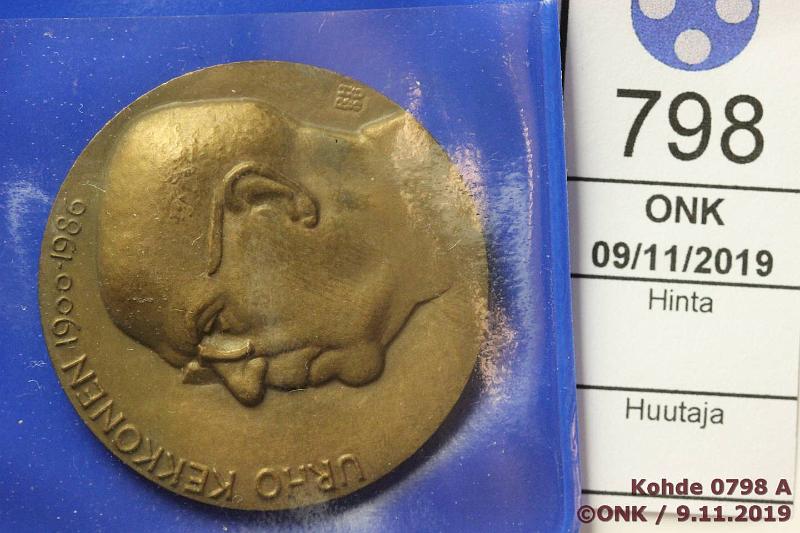 URHO KEKKONEN 1900-1986
798
ONK
09/11/2019
Hinta
Huutaja
Kohde 0798 A
©ONK / 9.11.2019